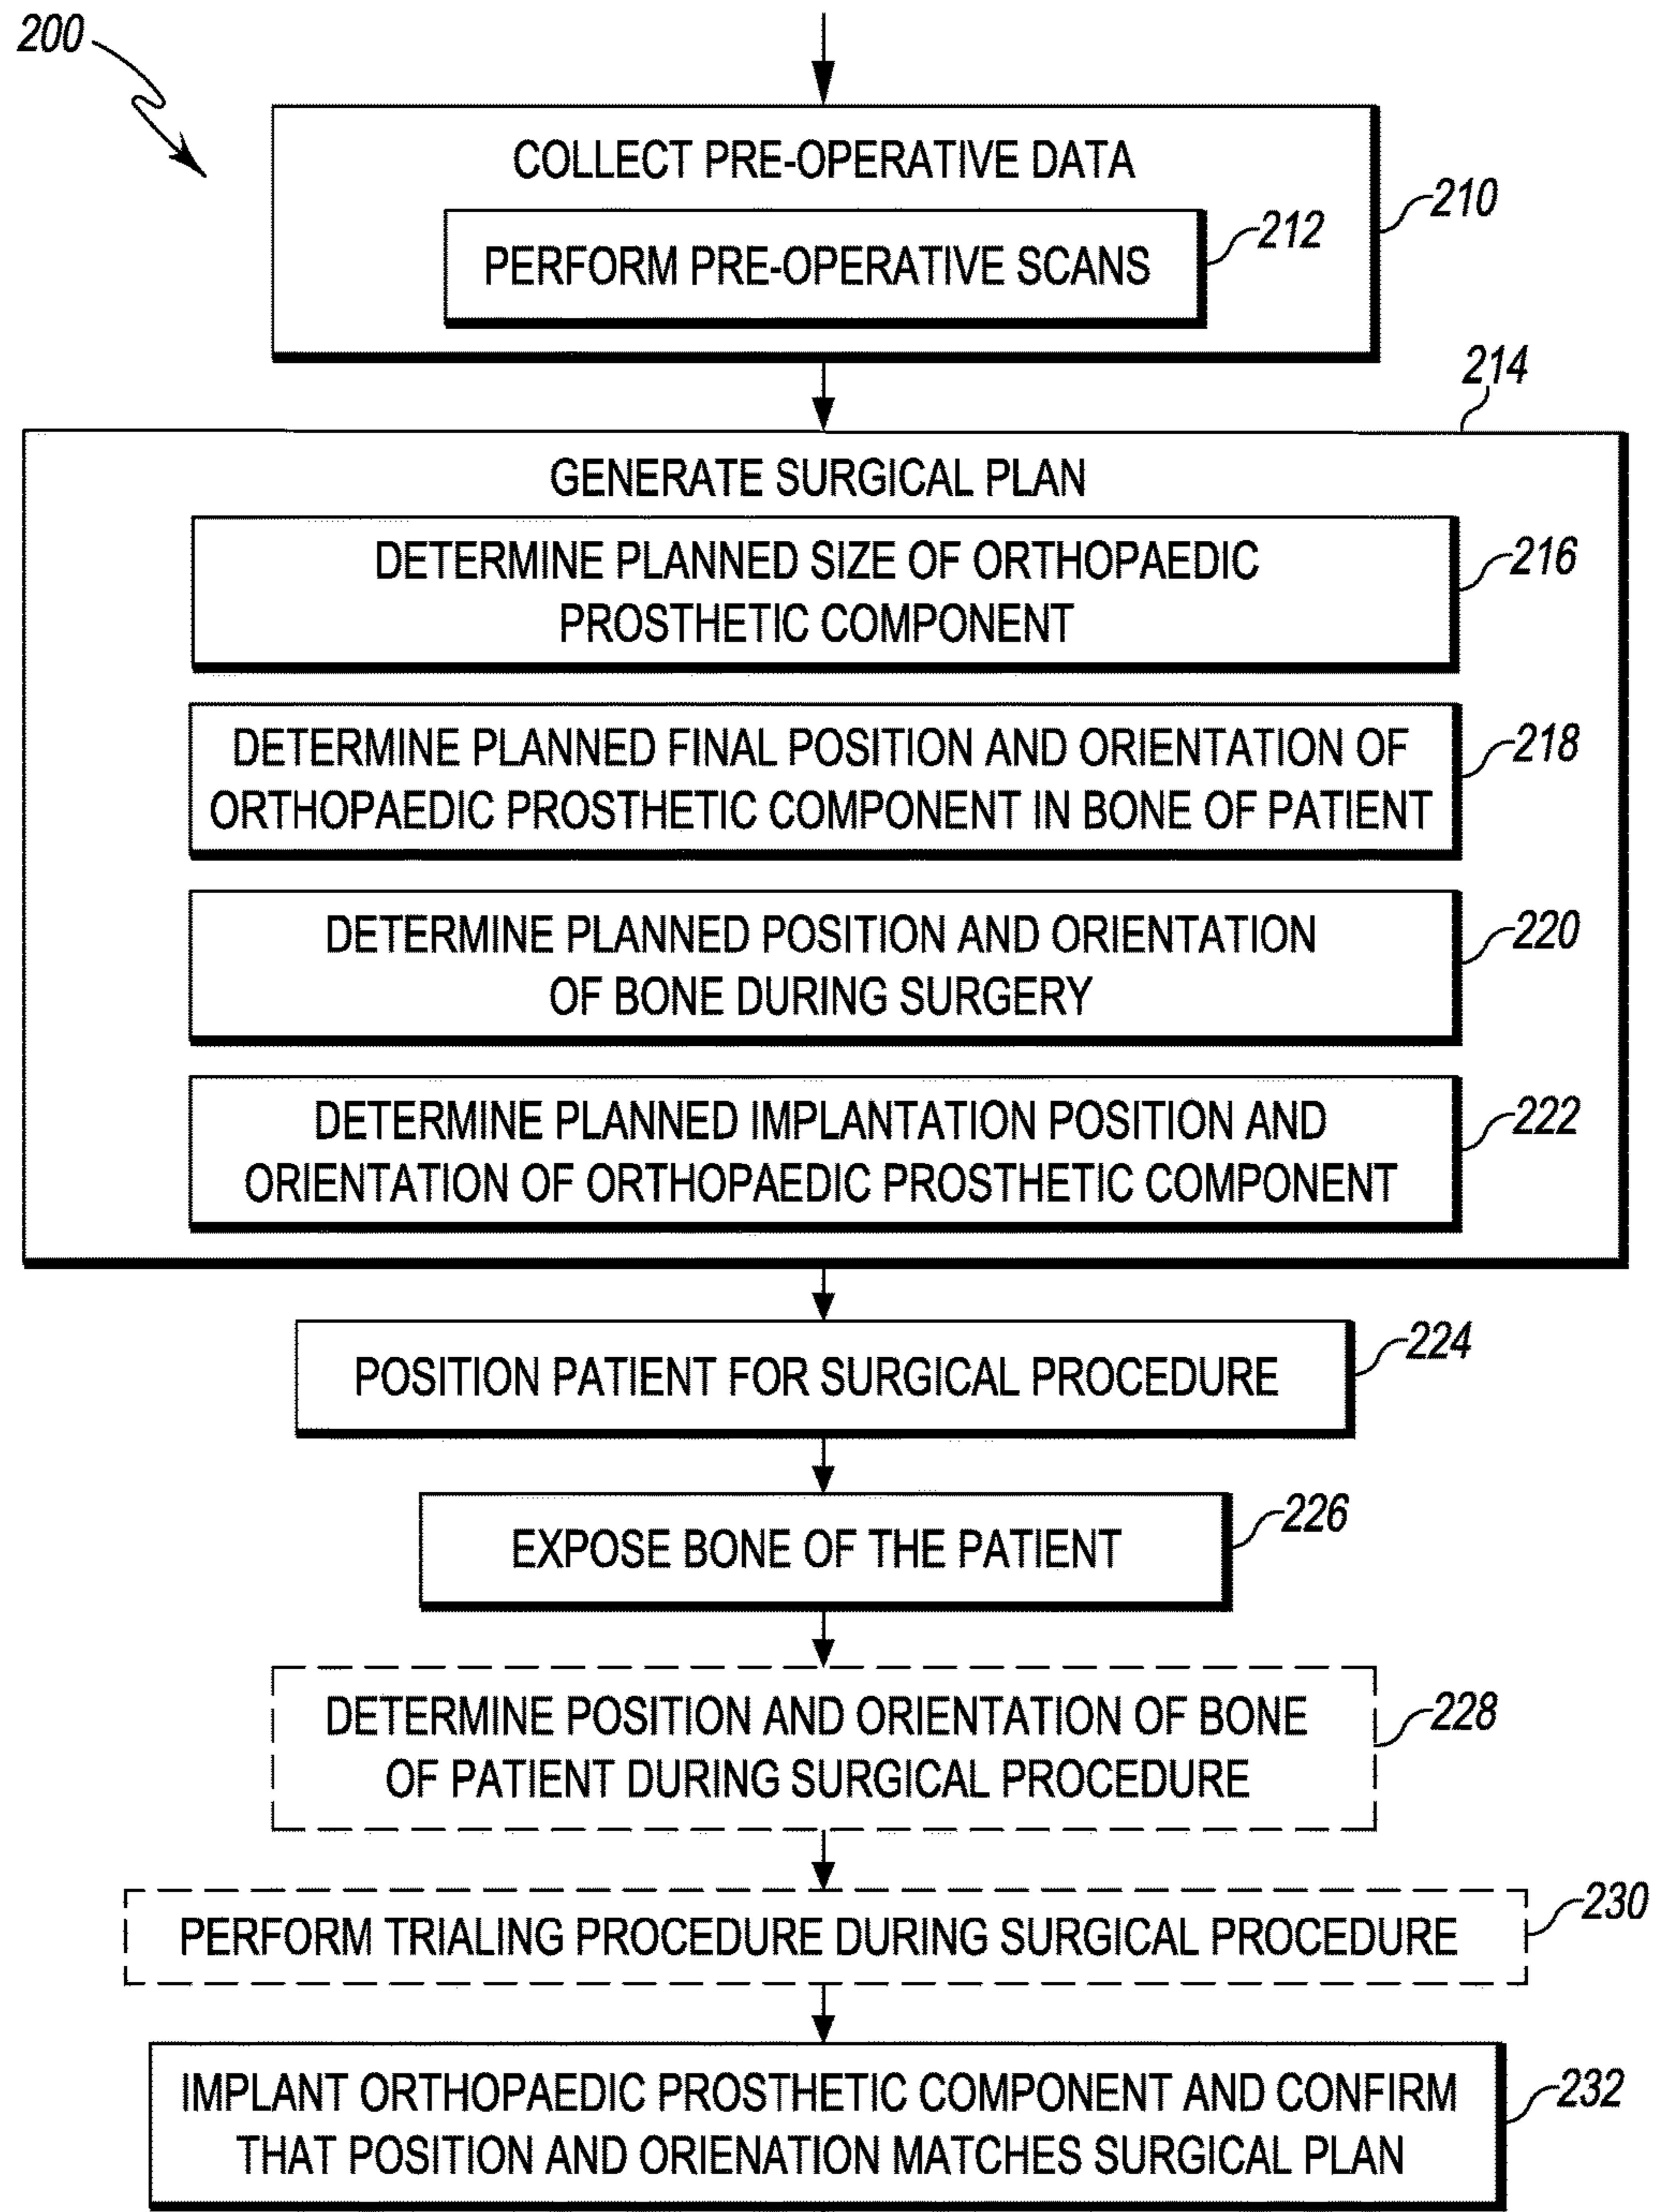 200
COLLECT PRE-OPERATIVE DATA
210
PERFORM PRE-OPERATIVE SCANS
212
214
GENERATE SURGICAL PLAN
DETERMINE PLANNED SIZE OF ORTHOPAEDIC
PROSTHETIC COMPONENT
216
DETERMINE PLANNED FINAL POSITION AND ORIENTATION OF
ORTHOPAEDIC PROSTHETIC COMPONENT IN BONE OF PATIENT
218
DETERMINE PLANNED POSITION AND ORIENTATION
OF BONE DURING SURGERY
220
DETERMINE PLANNED IMPLANTATION POSITION AND
ORIENTATION OF ORTHOPAEDIC PROSTHETIC COMPONENT
222
POSITION PATIENT FOR SURGICAL PROCEDURE
224
EXPOSE BONE OF THE PATIENT
226
DETERMINE POSITION AND ORIENTATION OF BONE
OF PATIENT DURING SURGICAL PROCEDURE
228
PERFORM TRIALING PROCEDURE DURING SURGICAL PROCEDURE
230
IMPLANT ORTHOPAEDIC PROSTHETIC COMPONENT AND CONFIRM
THAT POSITION AND ORIENATION MATCHES SURGICAL PLAN
232